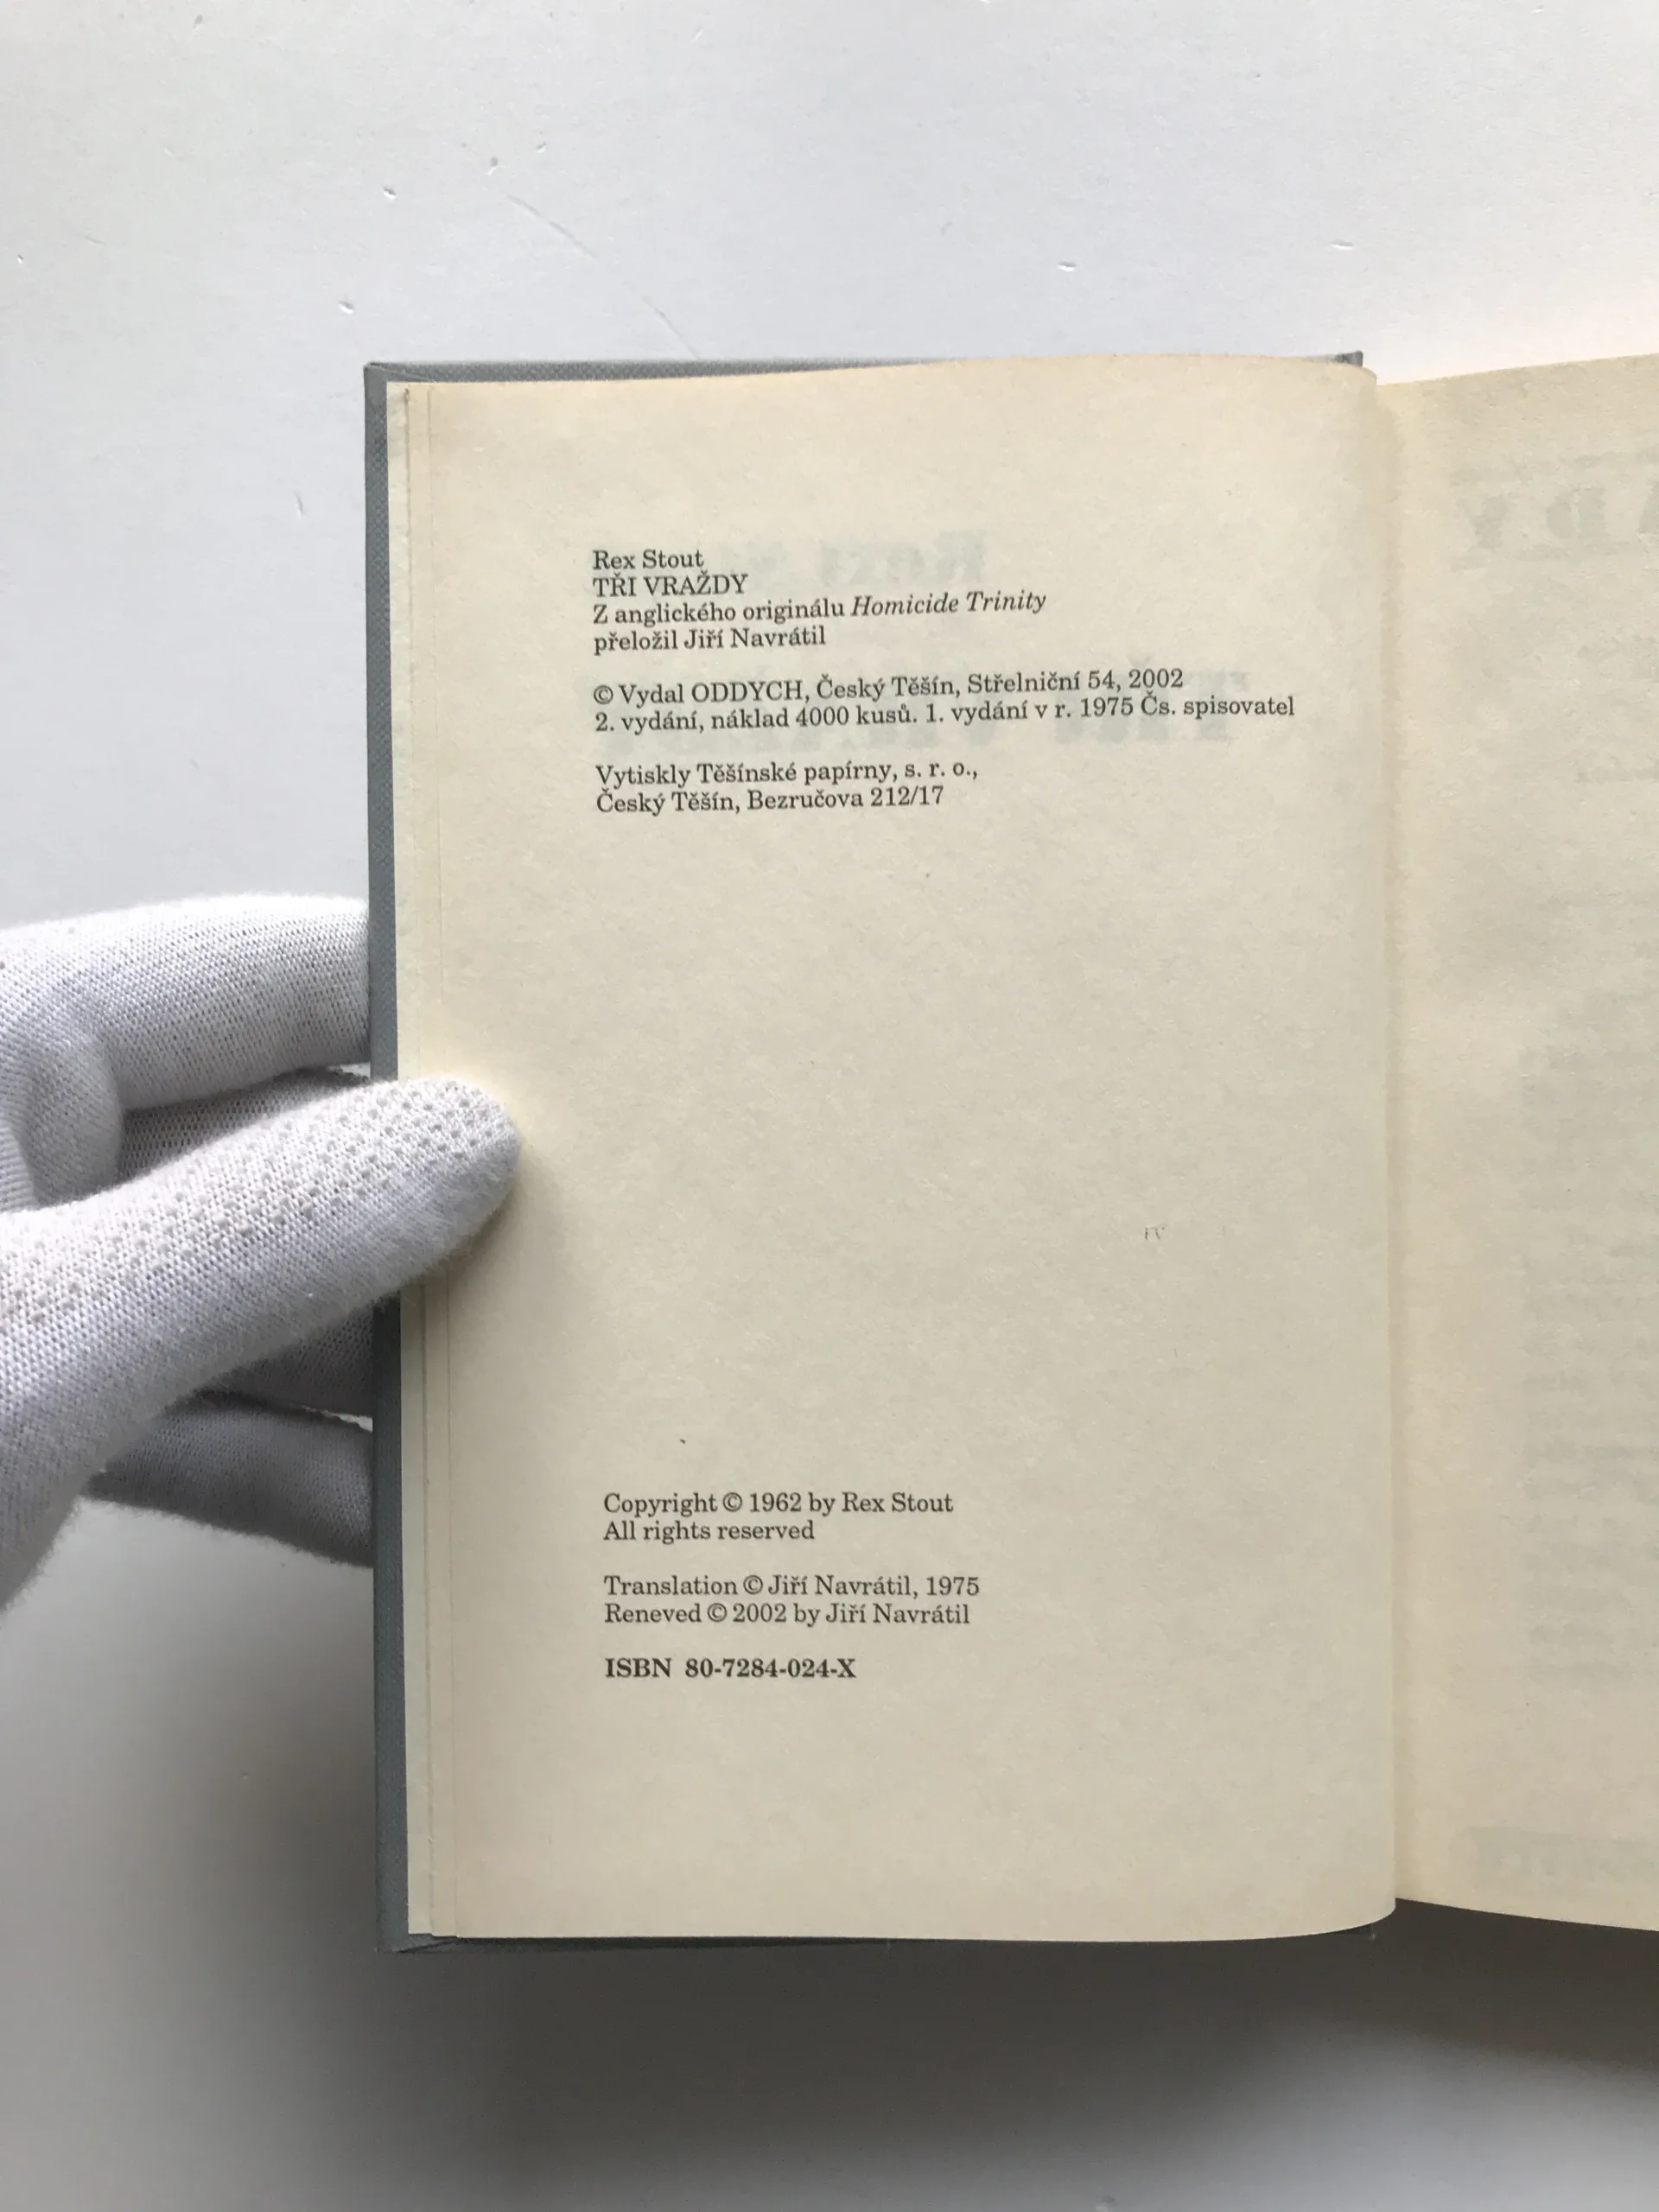 Rex Stout
TŘI VRAŽDY
Z anglického originálu Homicide Trinity
přeložil Jiří Navrátil
© Vydal ODDYCH, Český Těšín, Střelniční 54, 2002
2. vydání, náklad 4000 kusů. 1. vydání v r. 1975 Čs. spisovatel
Vytiskly Těšínské papírny, s. r. o.,
Český Těšín, Bezručova 212/17
Copyright © 1962 by Rex Stout
All rights reserved
Translation © Jiří Navrátil, 1975
Reneved © 2002 by Jiří Navrátil
ISBN 80-7284-024-X